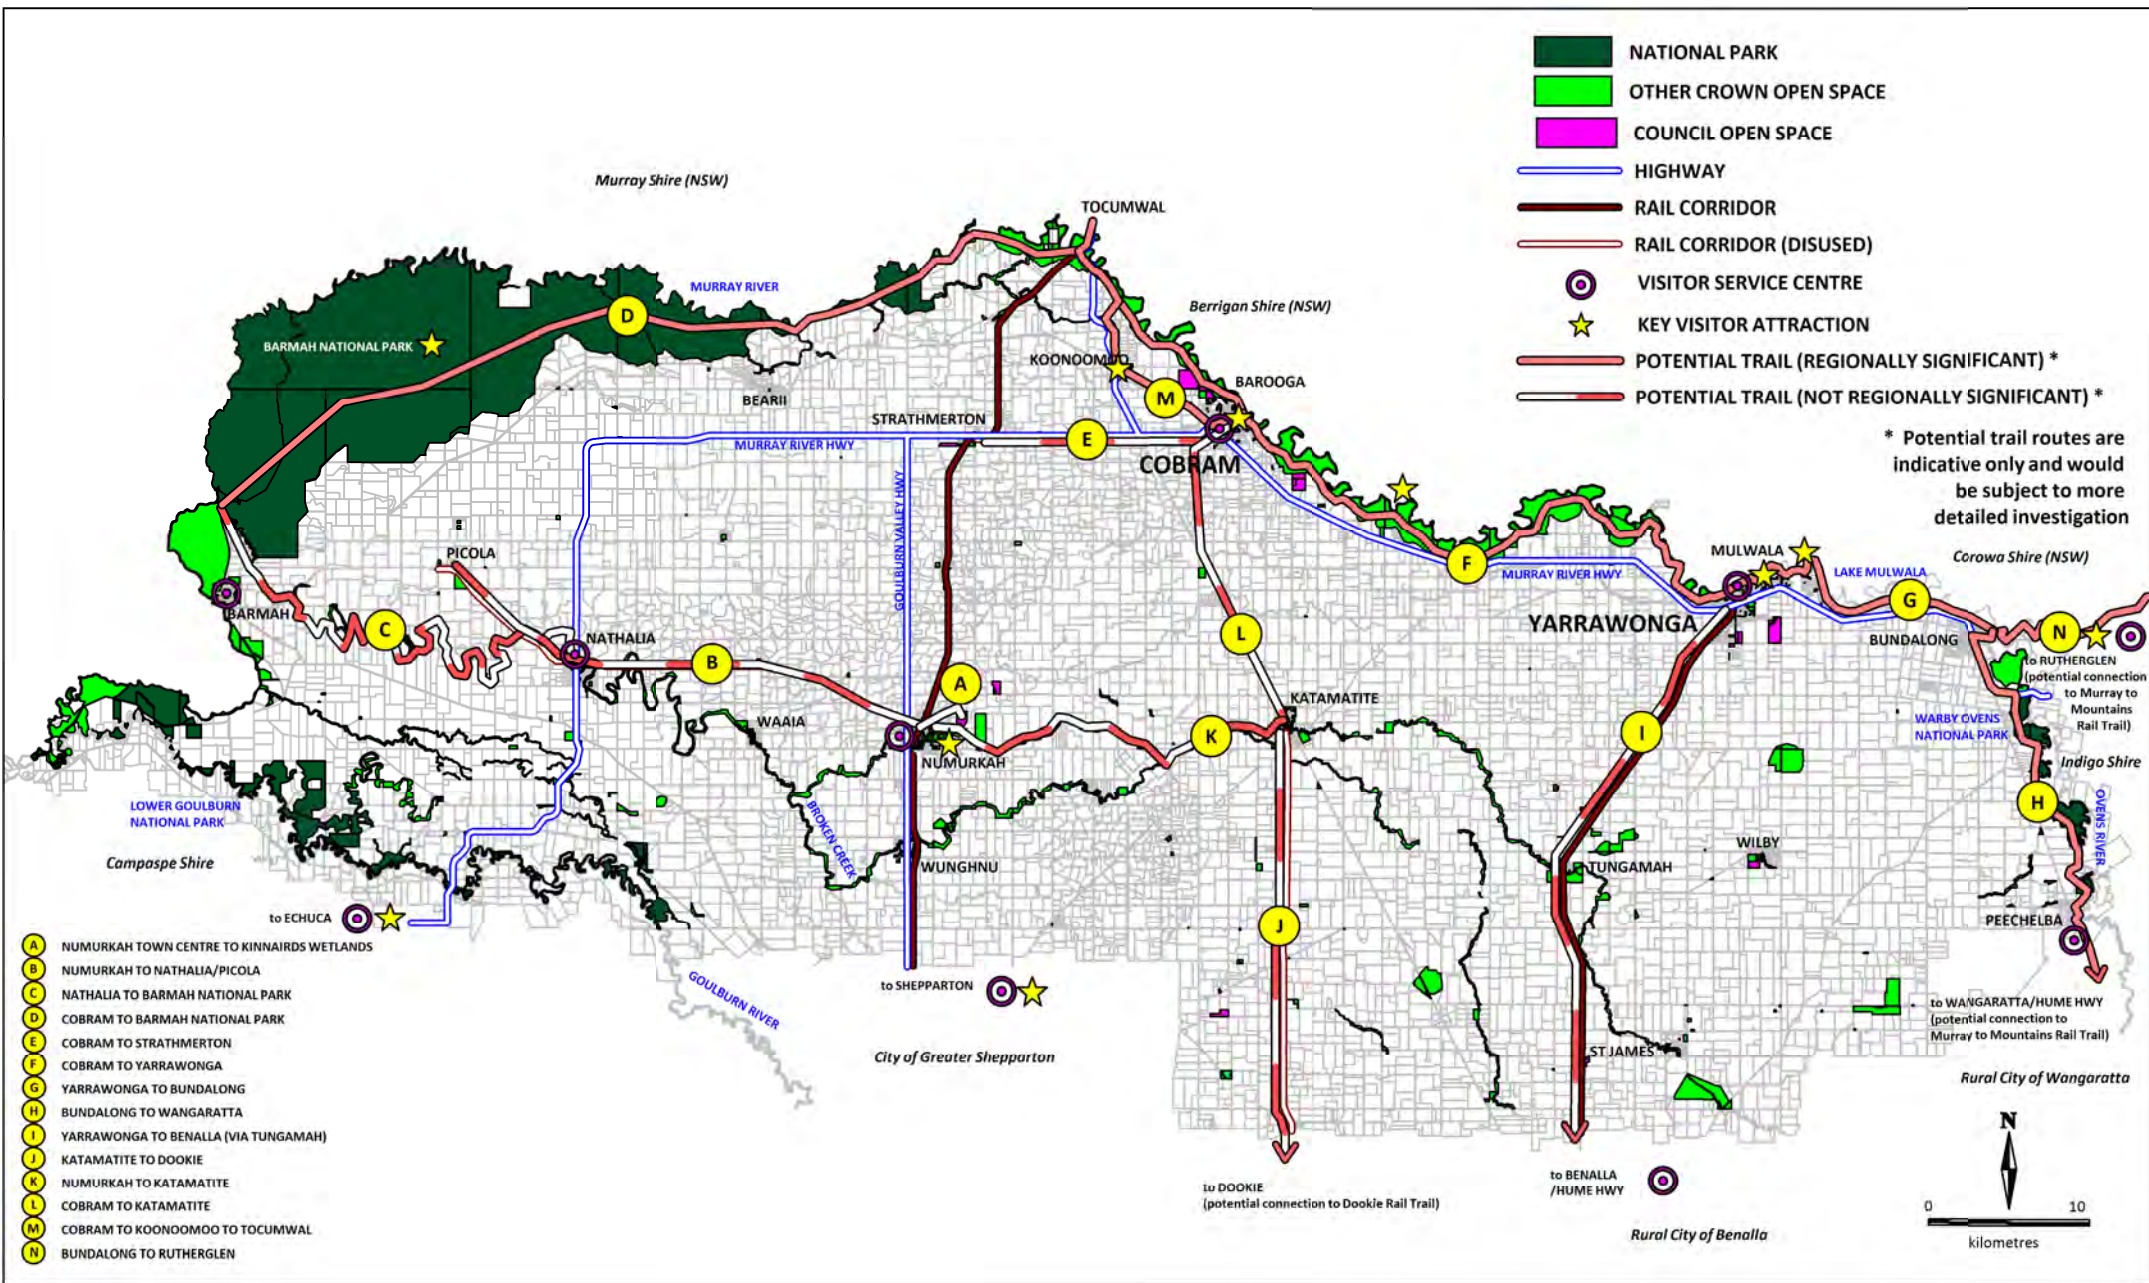 NATIONAL PARK
OTHER CROWN OPEN SPACE
COUNCIL OPEN SPACE
HIGHWAY
RAIL CORRIDOR
RAIL CORRIDOR (DISUSED)
VISITOR SERVICE CENTRE
KEY VISITOR ATTRACTION
POTENTIAL TRAIL (REGIONALLY SIGNIFICANT) *
POTENTIAL TRAIL (NOT REGIONALLY SIGNIFICANT) *
* Potential trail routes are
indicative only and would
be subject to more
detailed investigation
Murray Shire (NSW)
TOCUMWAL
MURRAY RIVER
Berrigan Shire (NSW)
D
BARMAH NATIONAL PARK
KOONOOMOO
BAROOGA
M
BEARII
STRATHMERTON
E
MURRAY RIVER HWY
COBRAM
GOULBURN VALLEY HWY
PICOLA
F
MURRAY RIVER HWY
MULWALA
LAKE MULWALA
Corowa Shire (NSW)
G
BARMAH
C
NATHALIA
B
L
YARRAWONGA
BUNDALONG
N
to RUTHERGLEN
(potential connection
to Murray to
Mountains
Rail Trail)
A
KATAMATITE
WAAIA
K
I
WARBY OVENS
NATIONAL PARK
NUMURKAH
Indigo Shire
LOWER GOULBURN
NATIONAL PARK
BROKEN CREEK
H
OVENS RIVER
Campaspe Shire
WUNGHNU
WILBY
TUNGAMAH
to ECHUCA
J
PEECHELBA
GOULBURN RIVER
to SHEPPARTON
to WANGARATTA/HUME HWY
(potential connection to
Murray to Mountains Rail Trail)
City of Greater Shepparton
ST JAMES
Rural City of Wangaratta
to DOOKIE
(potential connection to Dookie Rail Trail)
to BENALLA
/HUME HWY
Rural City of Benalla
N
0 10
kilometres
A NUMURKAH TOWN CENTRE TO KINNAIRDS WETLANDS
B NUMURKAH TO NATHALIA/PICOLA
C NATHALIA TO BARMAH NATIONAL PARK
D COBRAM TO BARMAH NATIONAL PARK
E COBRAM TO STRATHMERTON
F COBRAM TO YARRAWONGA
G YARRAWONGA TO BUNDALONG
H BUNDALONG TO WANGARATTA
I YARRAWONGA TO BENALLA (VIA TUNGAMAH)
J KATAMATITE TO DOOKIE
K NUMURKAH TO KATAMATITE
L COBRAM TO KATAMATITE
M COBRAM TO KOONOOMOO TO TOCUMWAL
N BUNDALONG TO RUTHERGLEN